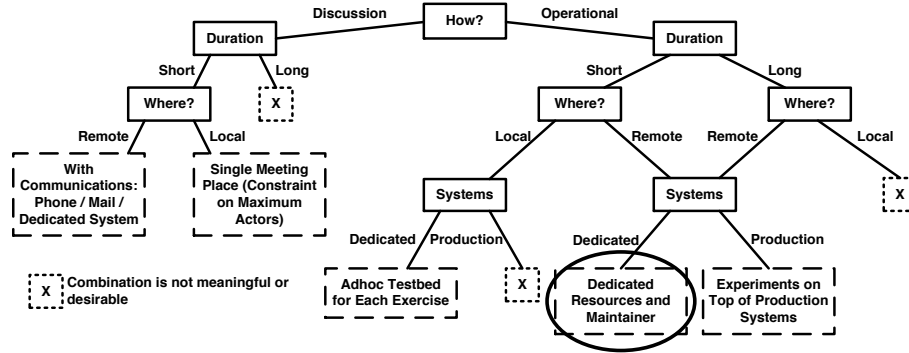 How?
Discussion
Operational
Duration
Duration
Short
Long
Short
Long
Where?
X
Where?
Where?
Remote
Local
Local
Remote
Remote
Local
With
Communications:
Phone / Mail /
Dedicated System
Single Meeting
Place (Constraint
on Maximum
Actors)
Systems
Systems
X
Dedicated
Production
Dedicated
Production
X
Combination is not meaningful or
desirable
Adhoc Testbed
for Each Exercise
X
Dedicated
Resources and
Maintainer
Experiments on
Top of Production
Systems